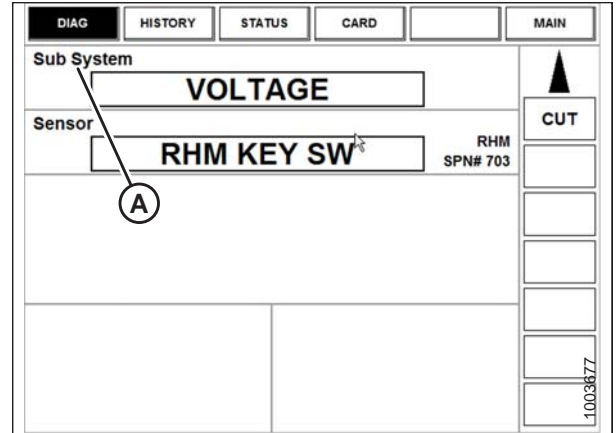 DIAG HISTORY STATUS CARD MAIN
Sub System
VOLTAGE
CUT
Sensor
RHM KEY SW
RHM
SPN# 703
A
1003677